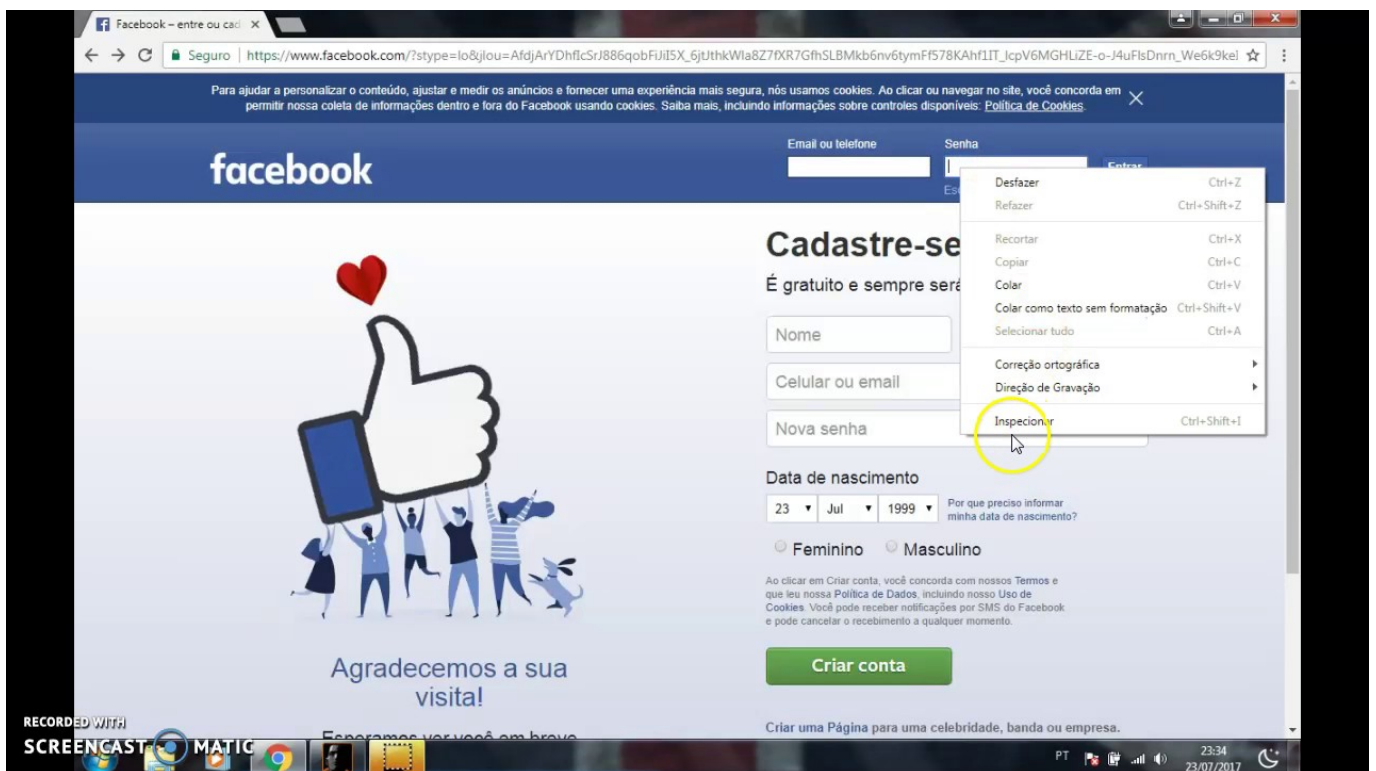 Facebook – entre ou cad
Seguro https://www.facebook.com/?stype=lo&jlou=
Para ajudar a personalizar o conteúdo, ajustar e medir os anúncios e fornecer uma experiência mais segura, nós usamos cookies. Ao clicar ou navegar no site, você concorda em
permitir nossa coleta de informações dentro e fora do Facebook usando cookies. Saiba mais, incluindo informações sobre controles disponíveis: Política de Cookies.
Email ou telefone Senha
facebook
Entrar
Desfazer Ctrl+Z
Refazer Ctrl+Shift+Z
Recortar Ctrl+X
Copiar Ctrl+C
Colar Ctrl+V
Colar como texto sem formatação Ctrl+Shift+V
Selecionar tudo Ctrl+A
Correção ortográfica
Direção de Gravação
Inspecionar Ctrl+Shift+I
Cadastre-se
É gratuito e sempre será
Nome
Celular ou email
Nova senha
Data de nascimento
23 Jul 1999
Por que preciso informar
minha data de nascimento?
Feminino Masculino
Ao clicar em Criar conta, você concorda com nossos Termos e
que leu nossa Política de Dados, incluindo nosso Uso de
Cookies. Você pode receber notificações por SMS do Facebook
e pode cancelar o recebimento a qualquer momento.
Criar conta
Criar uma Página para uma celebridade, banda ou empresa.
Agradecemos a sua
visita!
Esperamos ver você em breve
RECORDED WITH
SCREENCAST MATIC
PT
23:34
23/07/2017